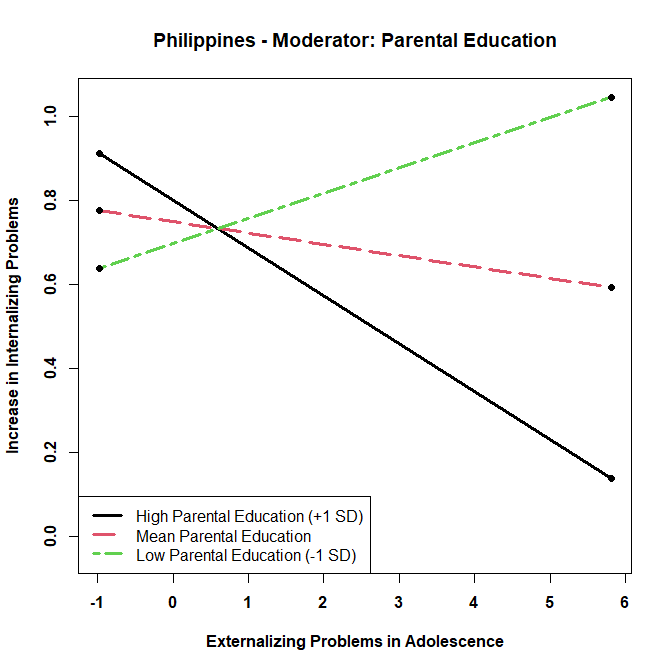 Philippines - Moderator: Parental Education
Increase in Internalizing Problems
1.0
0.8
0.6
0.4
0.2
0.0
High Parental Education (+1 SD)
Mean Parental Education
Low Parental Education (-1 SD)
-1 0 1 2 3 4 5 6
Externalizing Problems in Adolescence